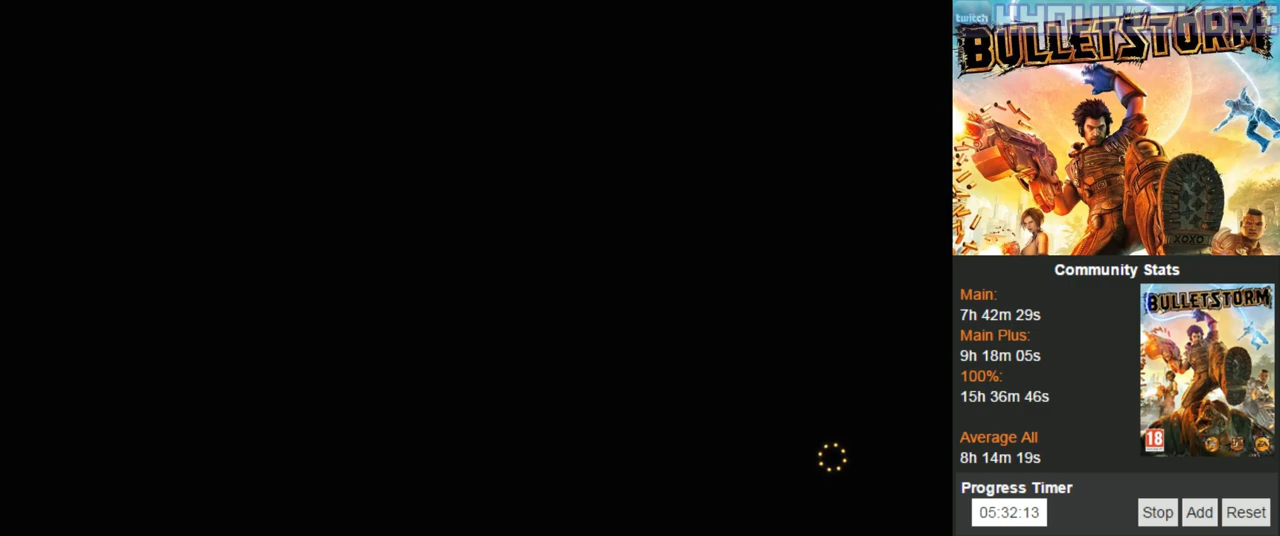 twitch
BULLETSTORM
XOXO
Community Stats
Main:
7h 42m 29s
Main Plus:
9h 18m 05s
100%:
15h 36m 46s
Average All
8h 14m 19s
BULLETSTORM
18
EA
Progress Timer
05:32:13
Stop
Add
Reset